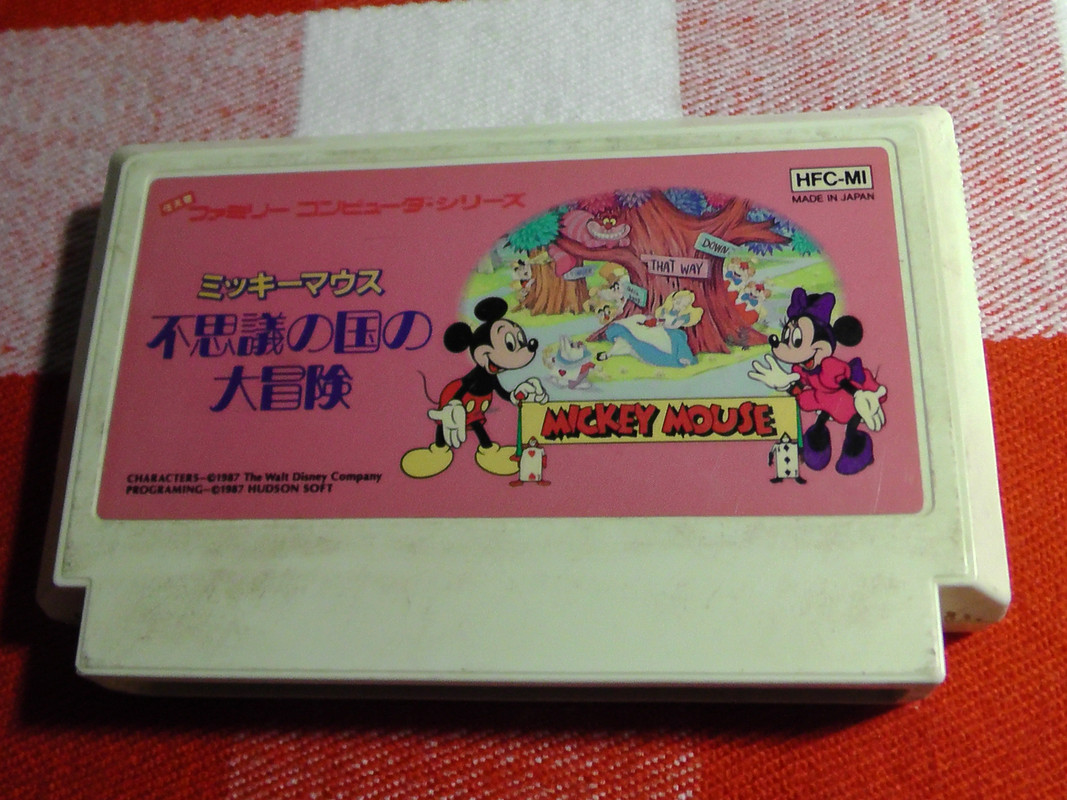 ファミリー コンピュータ・シリーズ
HFC-MI
MADE IN JAPAN
ミッキーマウス
不思議の国の
大冒険
DOWN
THAT WAY
MICKEY MOUSE
CHARACTERS–©1987 The Walt Disney Company
PROGRAMING–©1987 HUDSON SOFT